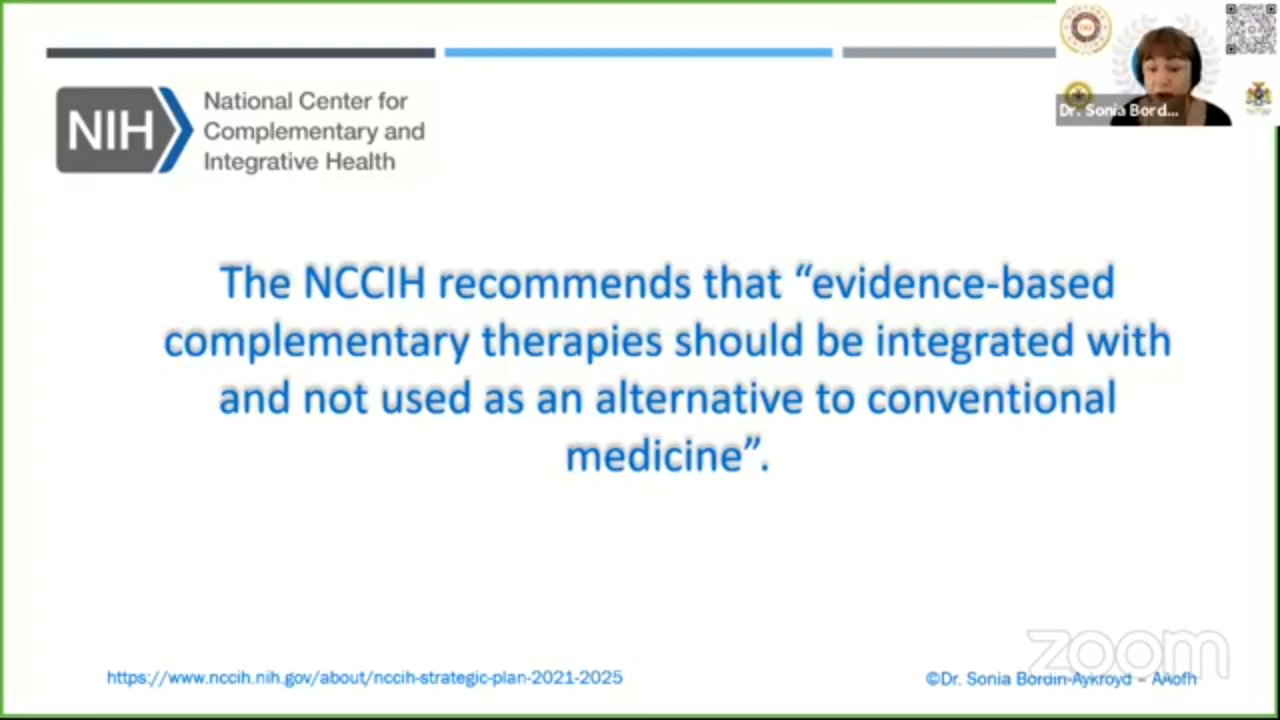 NIH
National Center for
Complementary and
Integrative Health
Dr. Sonia Bord...
The NCCIH recommends that “evidence-based
complementary therapies should be integrated with
and not used as an alternative to conventional
medicine”.
zoom
https://www.nccih.nih.gov/about/nccih-strategic-plan-2021-2025
©Dr. Sonia Bordin-Aykroyd – AAofh